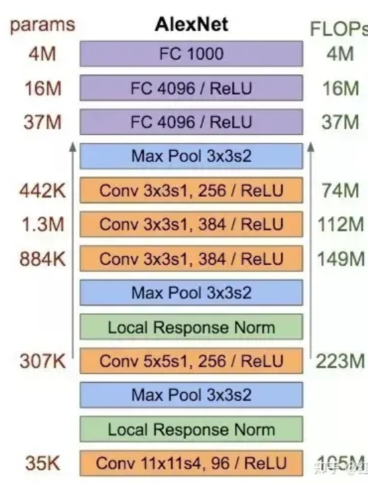 params AlexNet FLOPs
4M FC 1000 4M
16M FC 4096 / ReLU 16M
37M FC 4096 / ReLU 37M
Max Pool 3x3s2
442K Conv 3x3s1, 256 / ReLU 74M
1.3M Conv 3x3s1, 384 / ReLU 112M
884K Conv 3x3s1, 384 / ReLU 149M
Max Pool 3x3s2
Local Response Norm
307K Conv 5x5s1, 256 / ReLU 223M
Max Pool 3x3s2
Local Response Norm
35K Conv 11x11s4, 96 / ReLU 105M